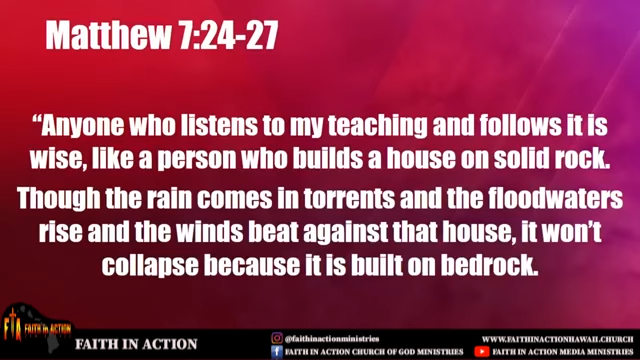 Matthew 7:24-27
“Anyone who listens to my teaching and follows it is
wise, like a person who builds a house on solid rock.
Though the rain comes in torrents and the floodwaters
rise and the winds beat against that house, it won’t
collapse because it is built on bedrock.
FIA FAITH IN ACTION
FAITH IN ACTION
@faithinactionministries
FAITH IN ACTION CHURCH OF GOD MINISTRIES
WWW.FAITHINACTIONHAWAII.CHURCH
FAITH IN ACTION MEDIA MINISTRIES